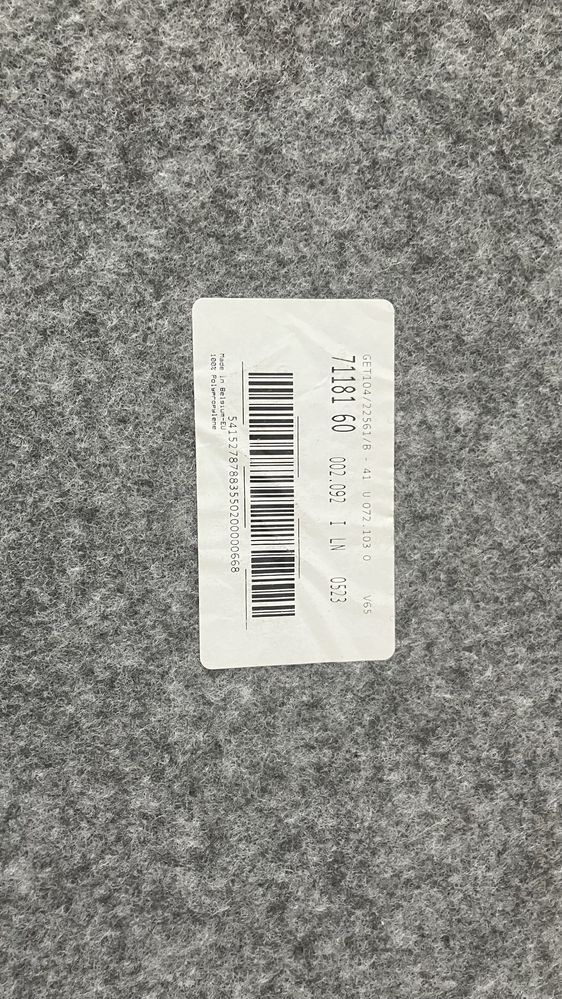 GET104/22561/B - 41 U 072.103 0 V65
71181 60 002.092 I LN 0523
5415278788355020000668
Made in Belgium-EU
100% Polypropylene